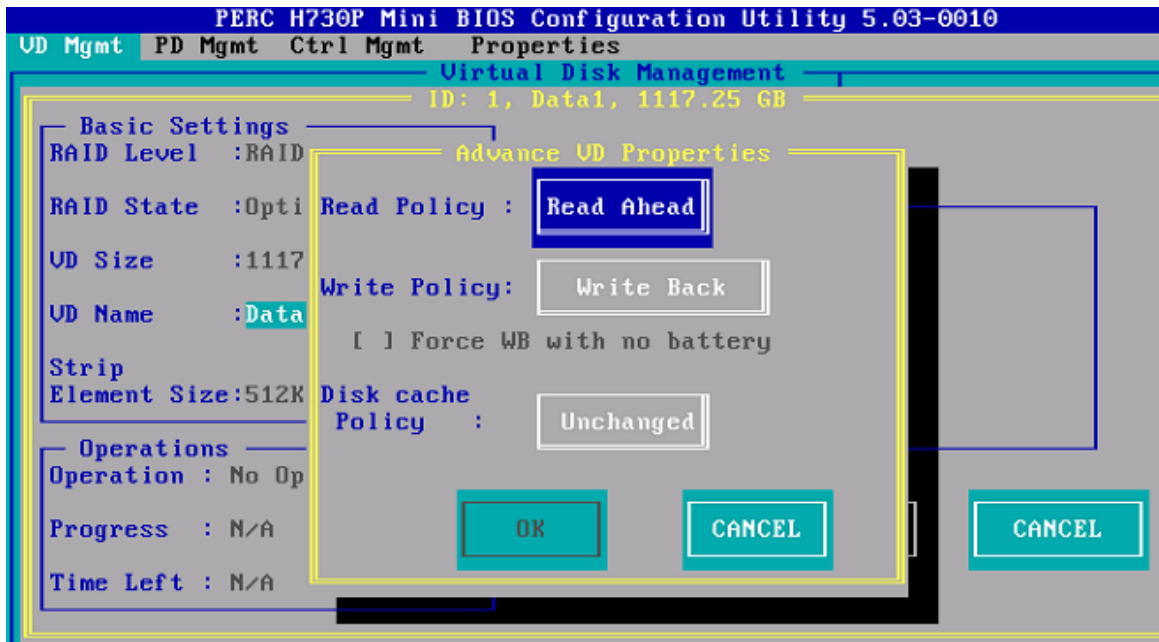 PERC H730P Mini BIOS Configuration Utility 5.03-0010
VD Mgmt PD Mgmt Ctrl Mgmt Properties
Virtual Disk Management
ID: 1, Data1, 1117.25 GB
Basic Settings
RAID Level :RAID
Advance VD Properties
RAID State :Opti
Read Policy : Read Ahead
VD Size :1117
Write Policy: Write Back
VD Name :Data
[ ] Force WB with no battery
Strip
Element Size:512K
Disk cache
Policy : Unchanged
Operations
Operation : No Op
Progress : N/A
OK CANCEL CANCEL
Time Left : N/A